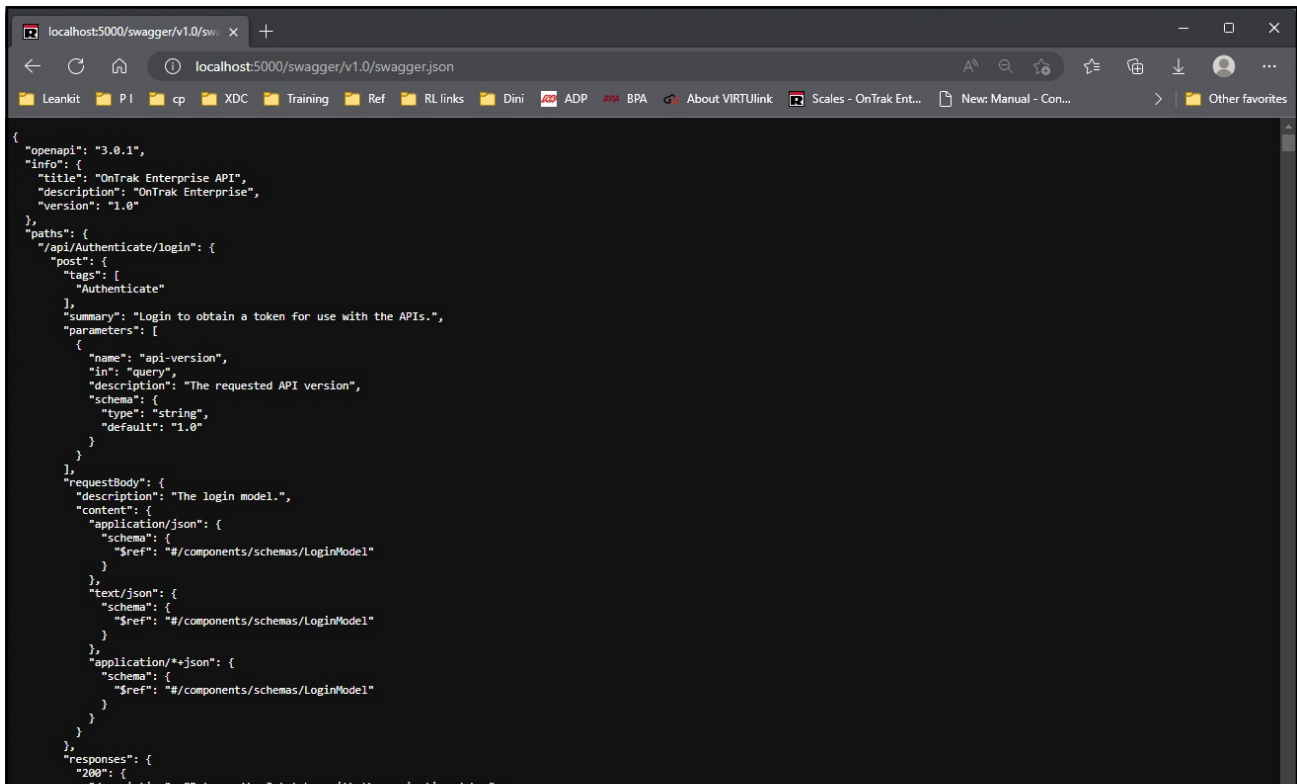 localhost:5000/swagger/v1.0/sw
localhost:5000/swagger/v1.0/swagger.json
Leankit P I cp XDC Training Ref RL links Dini ADP BPA About VIRTUlink Scales - OnTrak Ent... New: Manual - Con... Other favorites
{
"openapi": "3.0.1",
"info": {
"title": "OnTrak Enterprise API",
"description": "OnTrak Enterprise",
"version": "1.0"
},
"paths": {
"/api/Authenticate/login": {
"post": {
"tags": [
"Authenticate"
],
"summary": "Login to obtain a token for use with the APIs.",
"parameters": [
{
"name": "api-version",
"in": "query",
"description": "The requested API version",
"schema": {
"type": "string",
"default": "1.0"
}
}
],
"requestBody": {
"description": "The login model.",
"content": {
"application/json": {
"schema": {
"$ref": "#/components/schemas/LoginModel"
}
},
"text/json": {
"schema": {
"$ref": "#/components/schemas/LoginModel"
}
},
"application/*+json": {
"schema": {
"$ref": "#/components/schemas/LoginModel"
}
}
}
},
"responses": {
"200": {